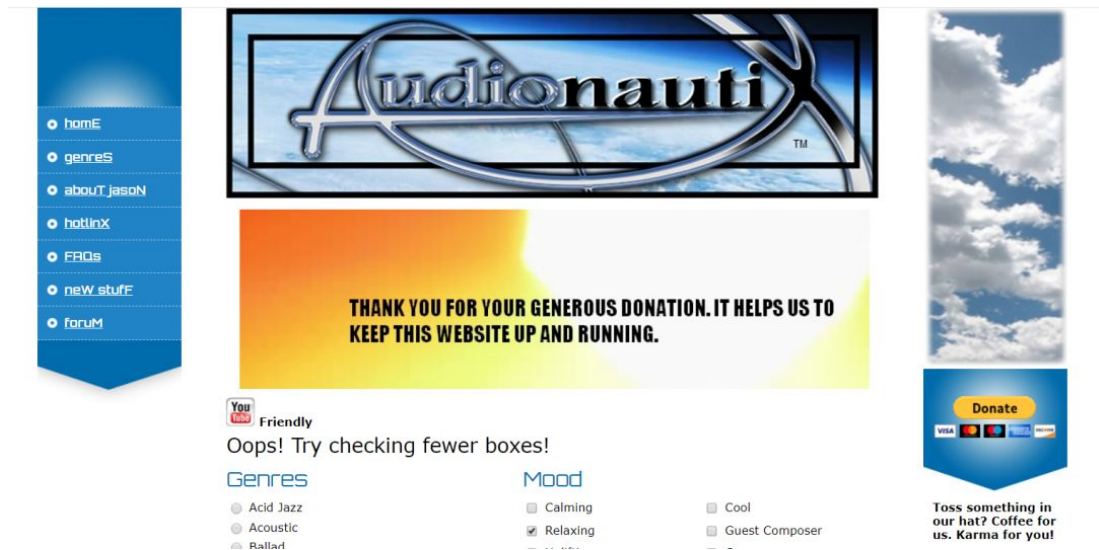 homE
genreS
abouT jasoN
hotlinX
FAQs
neW stufF
foruM
AudionautiX
TM
THANK YOU FOR YOUR GENEROUS DONATION. IT HELPS US TO
KEEP THIS WEBSITE UP AND RUNNING.
You
Tube
Friendly
Oops! Try checking fewer boxes!
Genres
Acid Jazz
Acoustic
Ballad
Mood
Calming
Relaxing
Cool
Guest Composer
Donate
VISA
Toss something in
our hat? Coffee for
us. Karma for you!